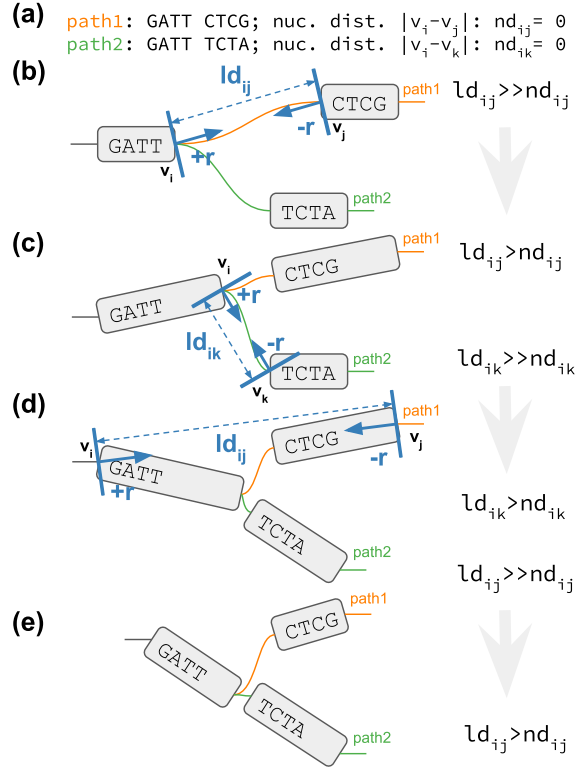 (a) path1: GATT CTCG; nuc. dist. |vi-vj|: ndij= 0
path2: GATT TCTA; nuc. dist. |vi-vk|: ndik= 0
(b) ldij CTCG path1 ldij>>ndij
-r vj
GATT +r
vi
path2
TCTA
(c) path1 ldij>ndij
vi CTCG
GATT +r
ldik -r path2 ldik>>ndik
TCTA
vk
(d) path1
vi ldij CTCG vj
GATT -r
+r
TCTA ldik>ndik
path2 ldij>>ndij
(e) path1
CTCG
GATT
TCTA
path2 ldij>ndij